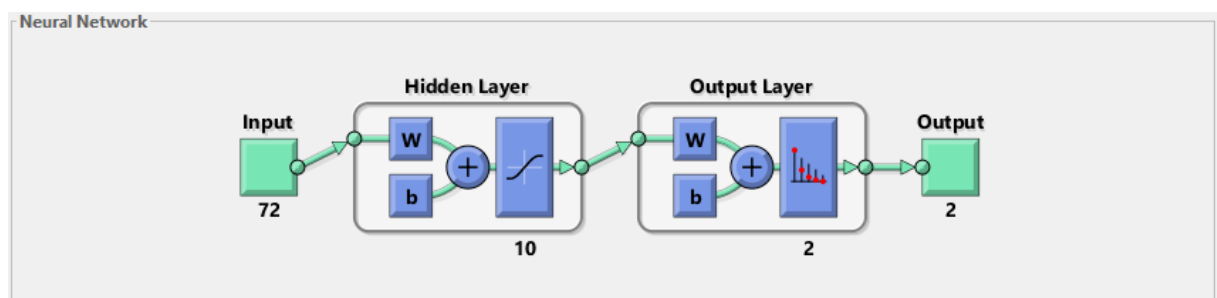 Neural Network
Hidden Layer
Output Layer
Input
Output
W
W
b
b
72
10
2
2